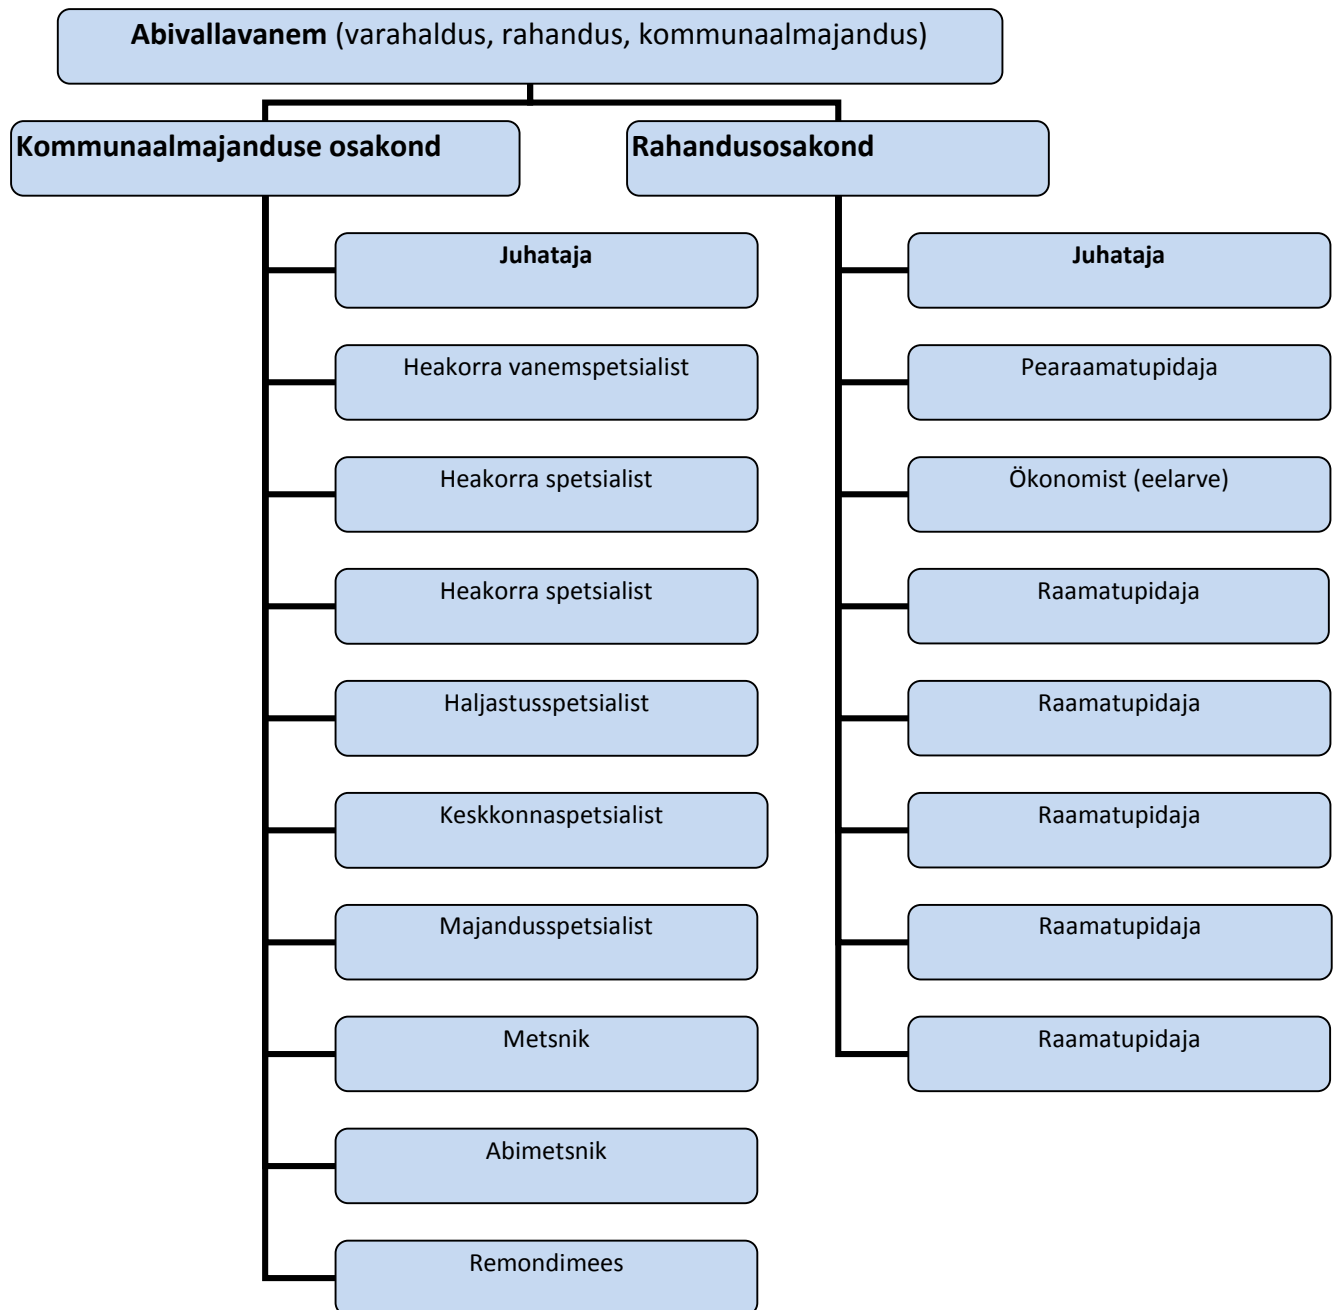 Abivallavanem (varahaldus, rahandus, kommunaalmajandus)
Kommunaalmajanduse osakond
Rahandusosakond
Juhataja
Heakorra vanemspetsialist
Heakorra spetsialist
Heakorra spetsialist
Haljastusspetsialist
Keskkonnaspetsialist
Majandusspetsialist
Metsnik
Abimetsnik
Remondimees
Juhataja
Pearaamatupidaja
Ökonomist (eelarve)
Raamatupidaja
Raamatupidaja
Raamatupidaja
Raamatupidaja
Raamatupidaja